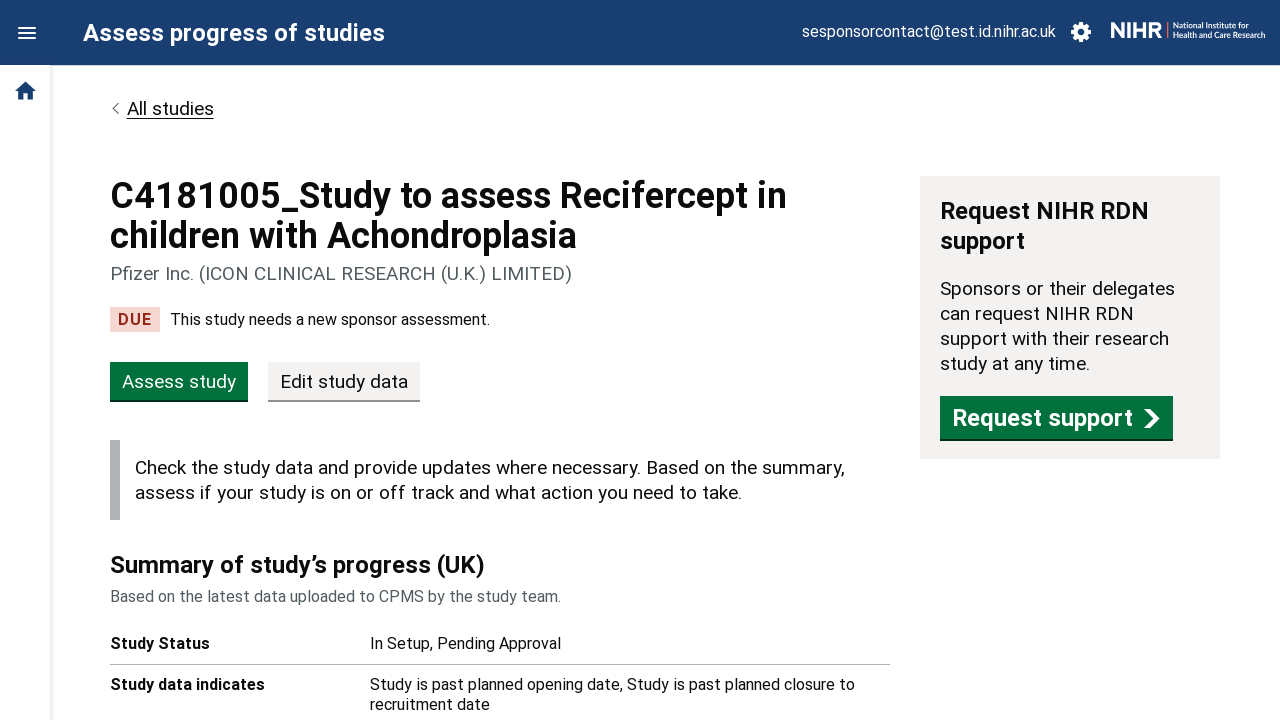 Assess progress of studies
sesponsorcontact@test.id.nihr.ac.uk
NIHR | National Institute for
Health and Care Research
All studies
C4181005_Study to assess Recifercept in
children with Achondroplasia
Pfizer Inc. (ICON CLINICAL RESEARCH (U.K.) LIMITED)
DUE This study needs a new sponsor assessment.
Assess study Edit study data
Check the study data and provide updates where necessary. Based on the summary,
assess if your study is on or off track and what action you need to take.
Summary of study’s progress (UK)
Based on the latest data uploaded to CPMS by the study team.
Study Status In Setup, Pending Approval
Study data indicates Study is past planned opening date, Study is past planned closure to
recruitment date
Request NIHR RDN
support
Sponsors or their delegates
can request NIHR RDN
support with their research
study at any time.
Request support